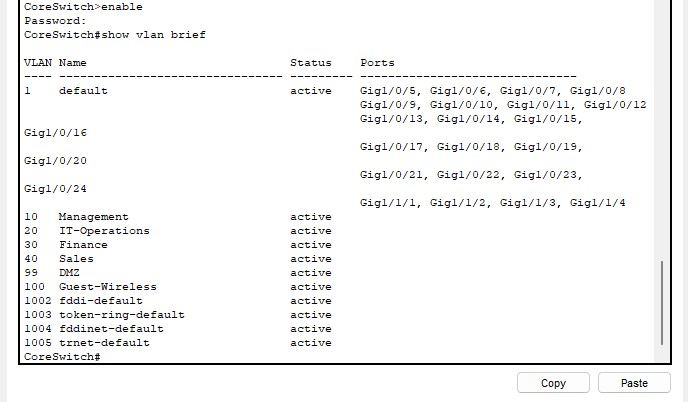 CoreSwitch>enable
Password:
CoreSwitch#show vlan brief
VLAN Name                             Status    Ports
---- -------------------------------- --------- -------------------------------
1    default                          active    Gig1/0/5, Gig1/0/6, Gig1/0/7, Gig1/0/8
                                                Gig1/0/9, Gig1/0/10, Gig1/0/11, Gig1/0/12
                                                Gig1/0/13, Gig1/0/14, Gig1/0/15,
Gig1/0/16
                                                Gig1/0/17, Gig1/0/18, Gig1/0/19,
Gig1/0/20
                                                Gig1/0/21, Gig1/0/22, Gig1/0/23,
Gig1/0/24
                                                Gig1/1/1, Gig1/1/2, Gig1/1/3, Gig1/1/4
10   Management                       active
20   IT-Operations                    active
30   Finance                          active
40   Sales                            active
99   DMZ                              active
100  Guest-Wireless                   active
1002 fddi-default                     active
1003 token-ring-default               active
1004 fddinet-default                  active
1005 trnet-default                    active
CoreSwitch#
Copy Paste